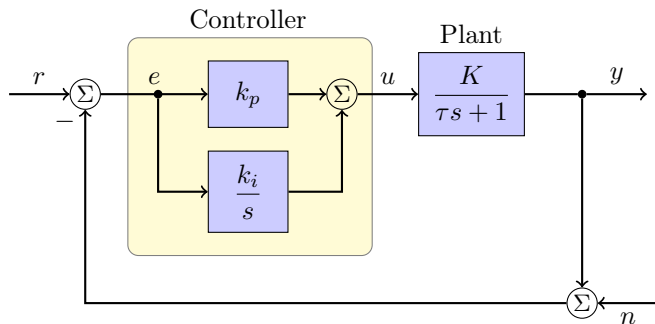 Controller
Plant
r
Σ
−
e
k_p
Σ
u
K
τs + 1
y
k_i
s
Σ
n